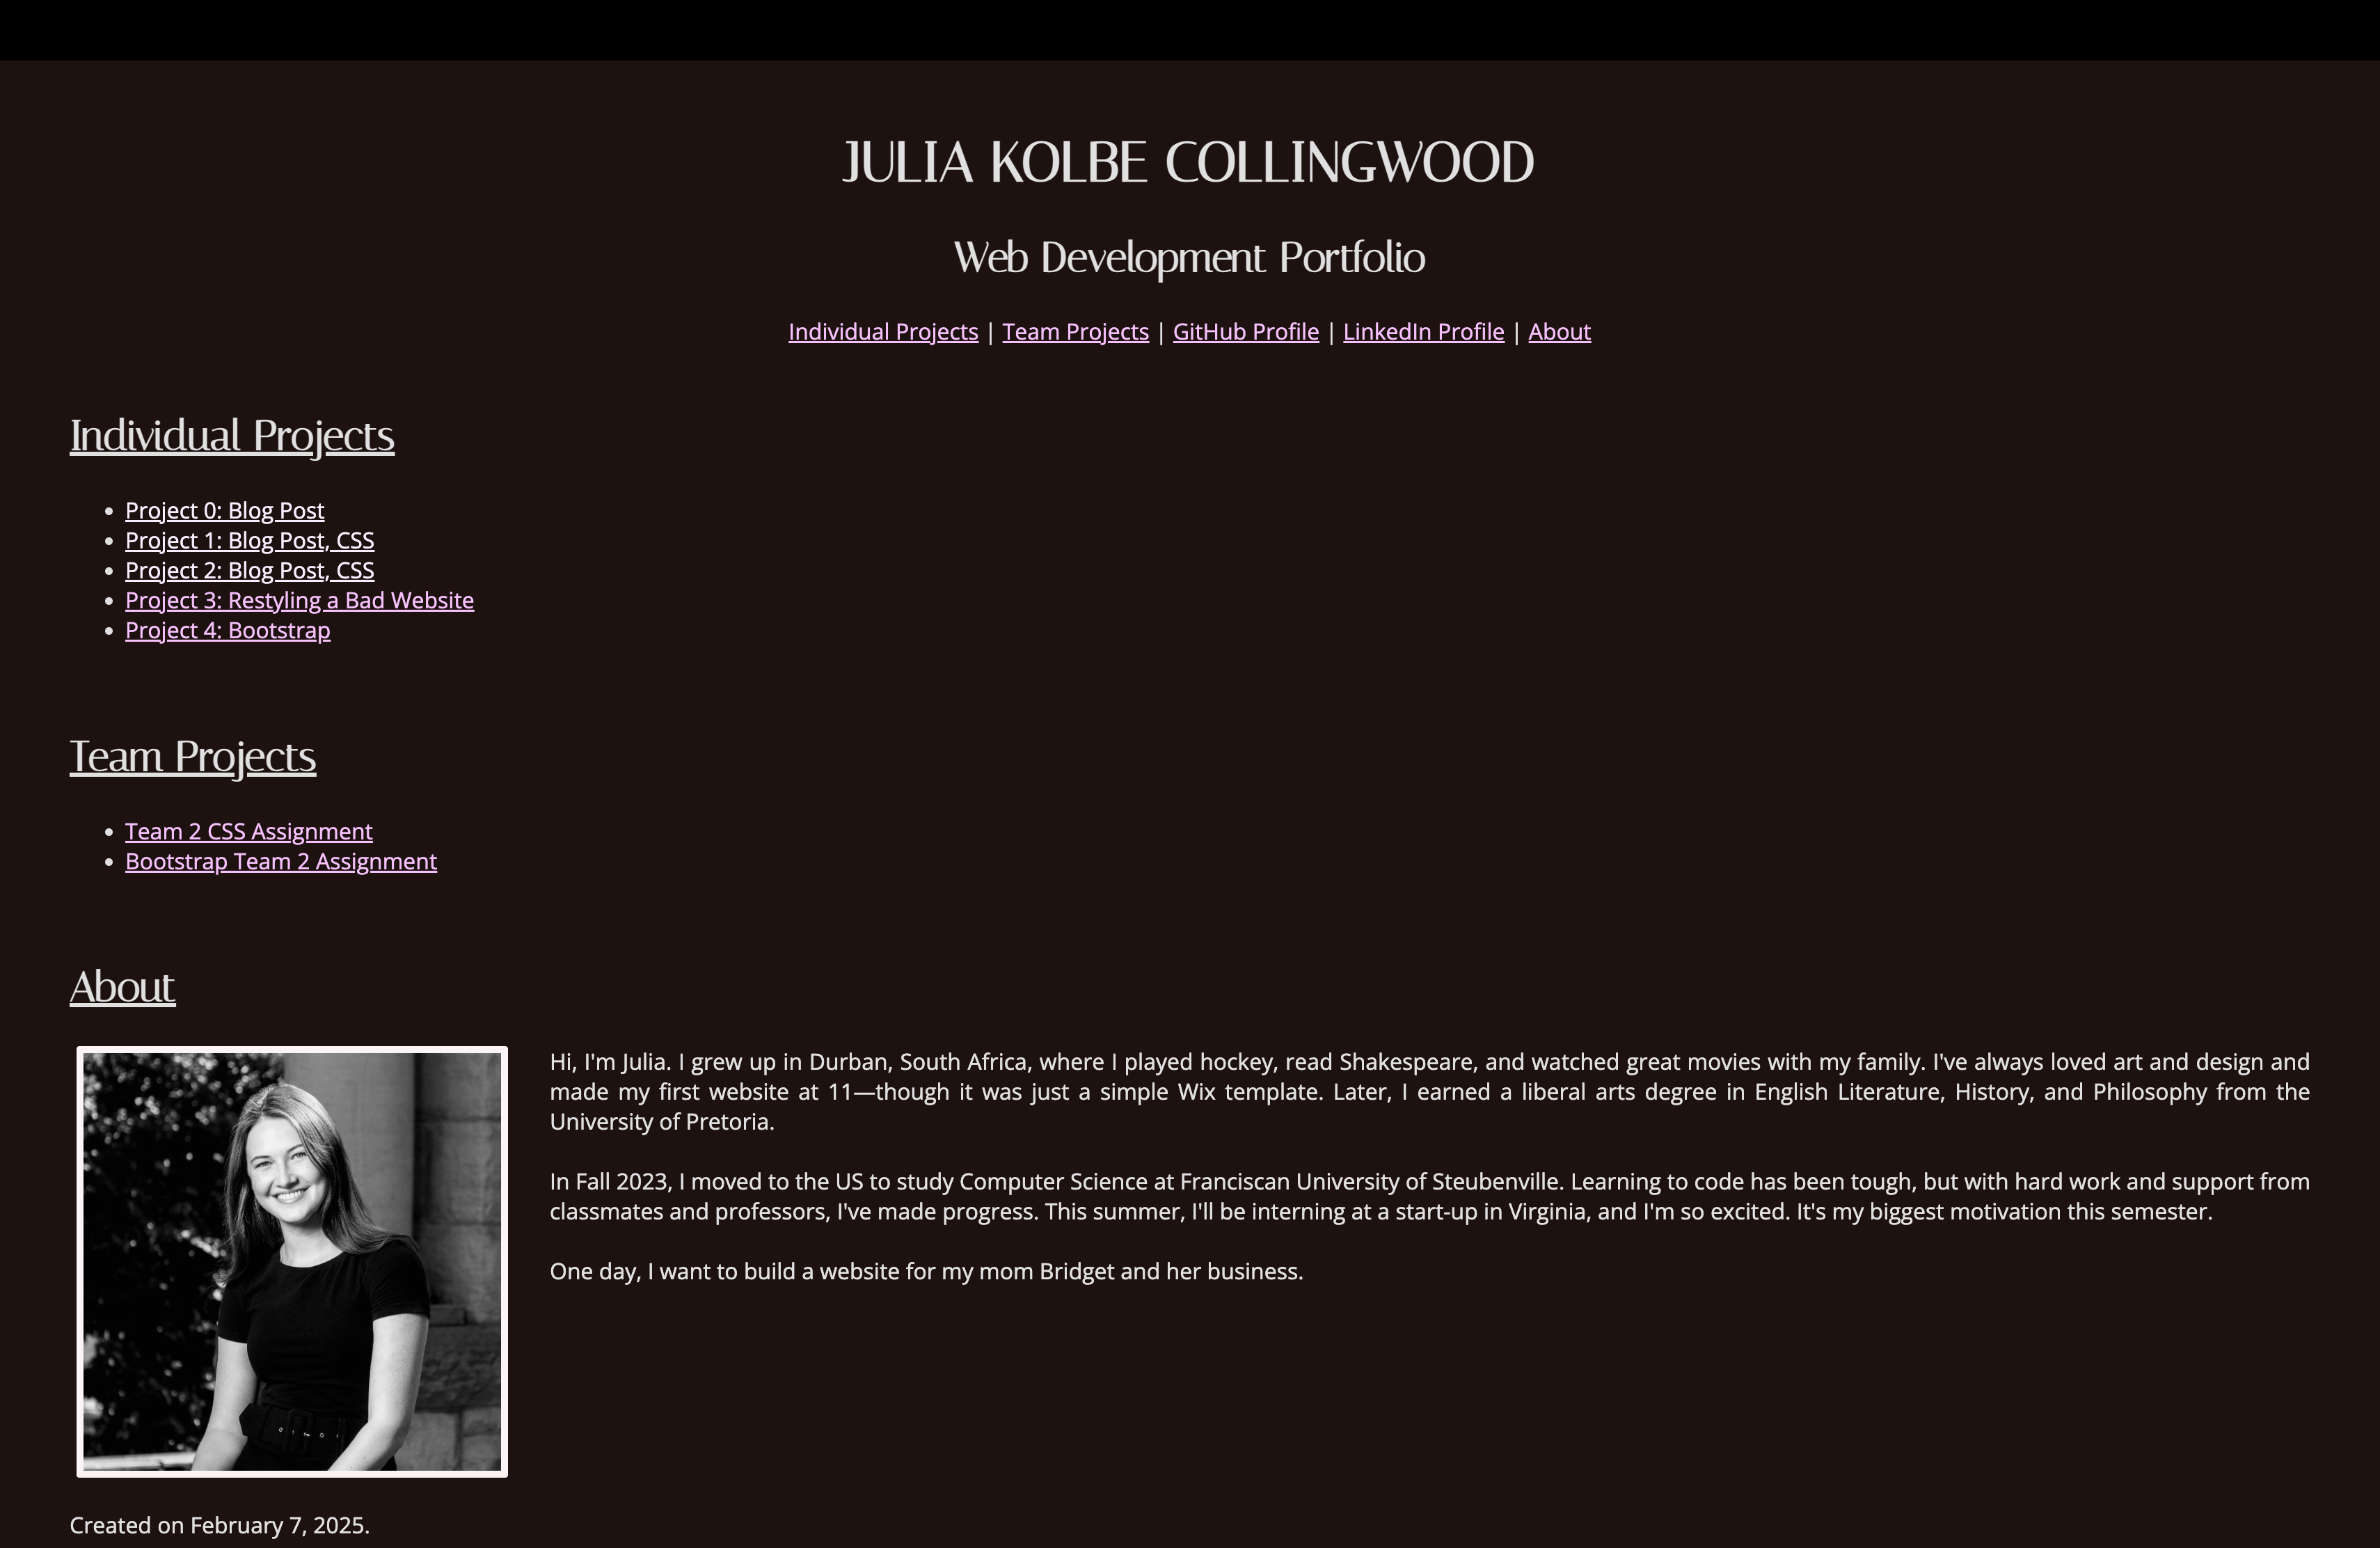 JULIA KOLBE COLLINGWOOD
Web Development Portfolio
Individual Projects | Team Projects | GitHub Profile | LinkedIn Profile | About
Individual Projects
• Project 0: Blog Post
• Project 1: Blog Post, CSS
• Project 2: Blog Post, CSS
• Project 3: Restyling a Bad Website
• Project 4: Bootstrap
Team Projects
• Team 2 CSS Assignment
• Bootstrap Team 2 Assignment
About
Hi, I'm Julia. I grew up in Durban, South Africa, where I played hockey, read Shakespeare, and watched great movies with my family. I've always loved art and design and
made my first website at 11—though it was just a simple Wix template. Later, I earned a liberal arts degree in English Literature, History, and Philosophy from the
University of Pretoria.
In Fall 2023, I moved to the US to study Computer Science at Franciscan University of Steubenville. Learning to code has been tough, but with hard work and support from
classmates and professors, I've made progress. This summer, I'll be interning at a start-up in Virginia, and I'm so excited. It's my biggest motivation this semester.
One day, I want to build a website for my mom Bridget and her business.
Created on February 7, 2025.